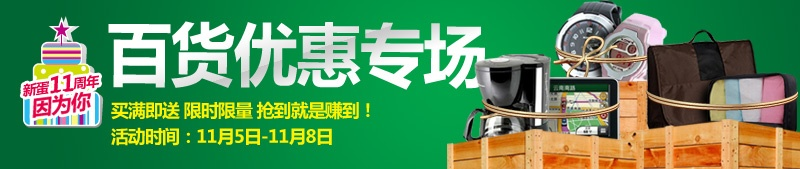 新蛋11周年
因为你
百货优惠专场
买满即送 限时限量 抢到就是赚到！
活动时间：11月5日-11月8日